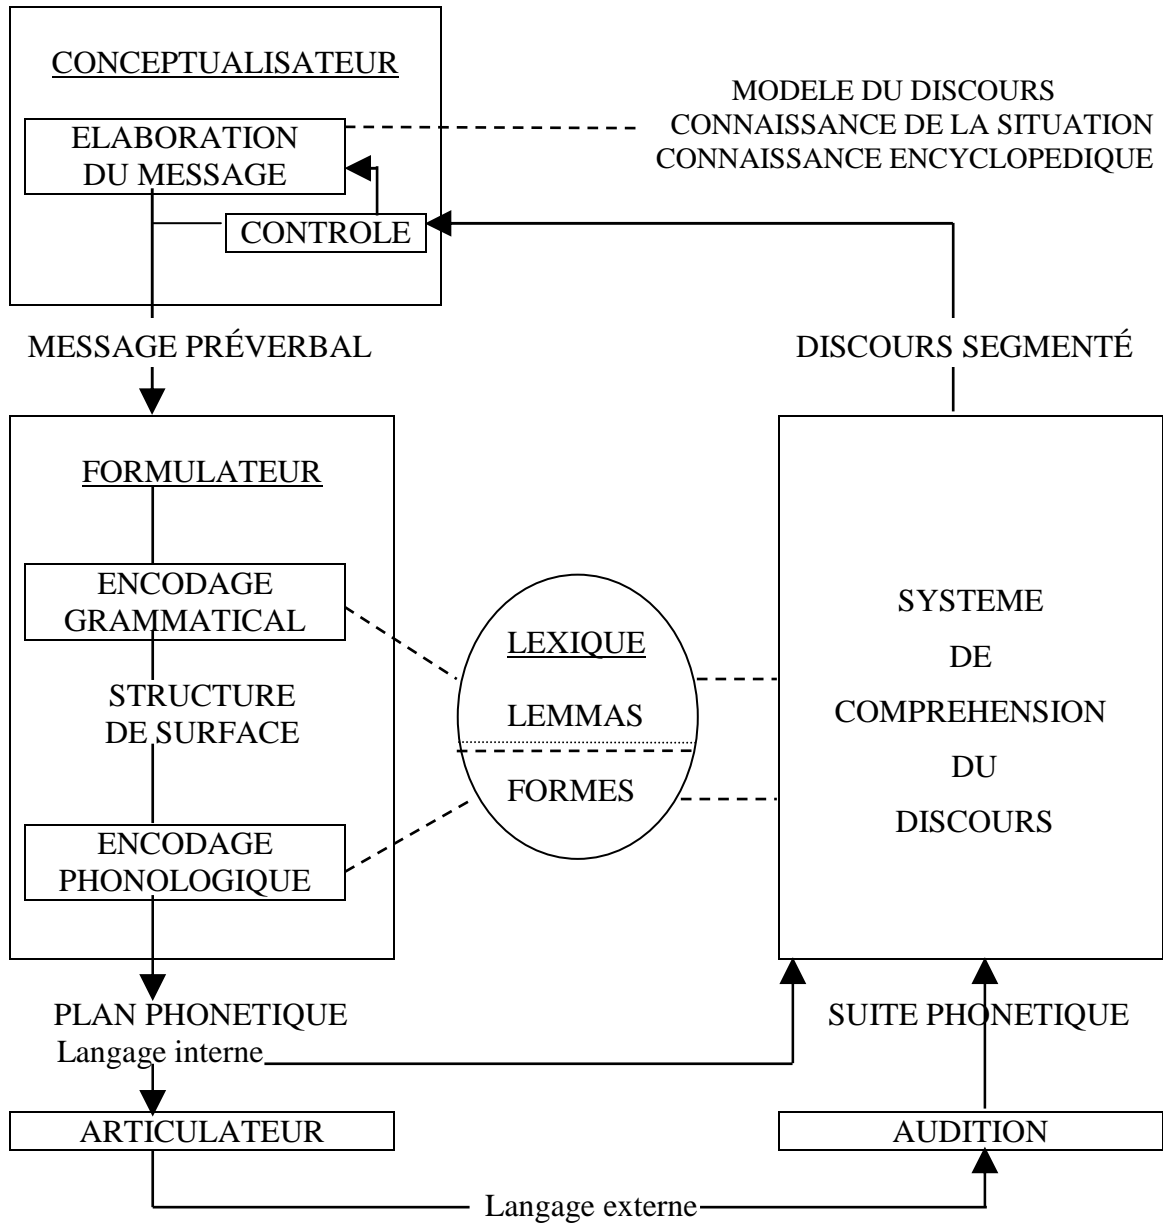 CONCEPTUALISATEUR
ELABORATION
DU MESSAGE
CONTROLE
MODELE DU DISCOURS
CONNAISSANCE DE LA SITUATION
CONNAISSANCE ENCYCLOPEDIQUE
MESSAGE PRÉVERBAL
DISCOURS SEGMENTÉ
FORMULATEUR
ENCODAGE
GRAMMATICAL
STRUCTURE
DE SURFACE
ENCODAGE
PHONOLOGIQUE
LEXIQUE
LEMMAS
FORMES
SYSTEME
DE
COMPREHENSION
DU
DISCOURS
PLAN PHONETIQUE
Langage interne
SUITE PHONETIQUE
ARTICULATEUR
AUDITION
Langage externe